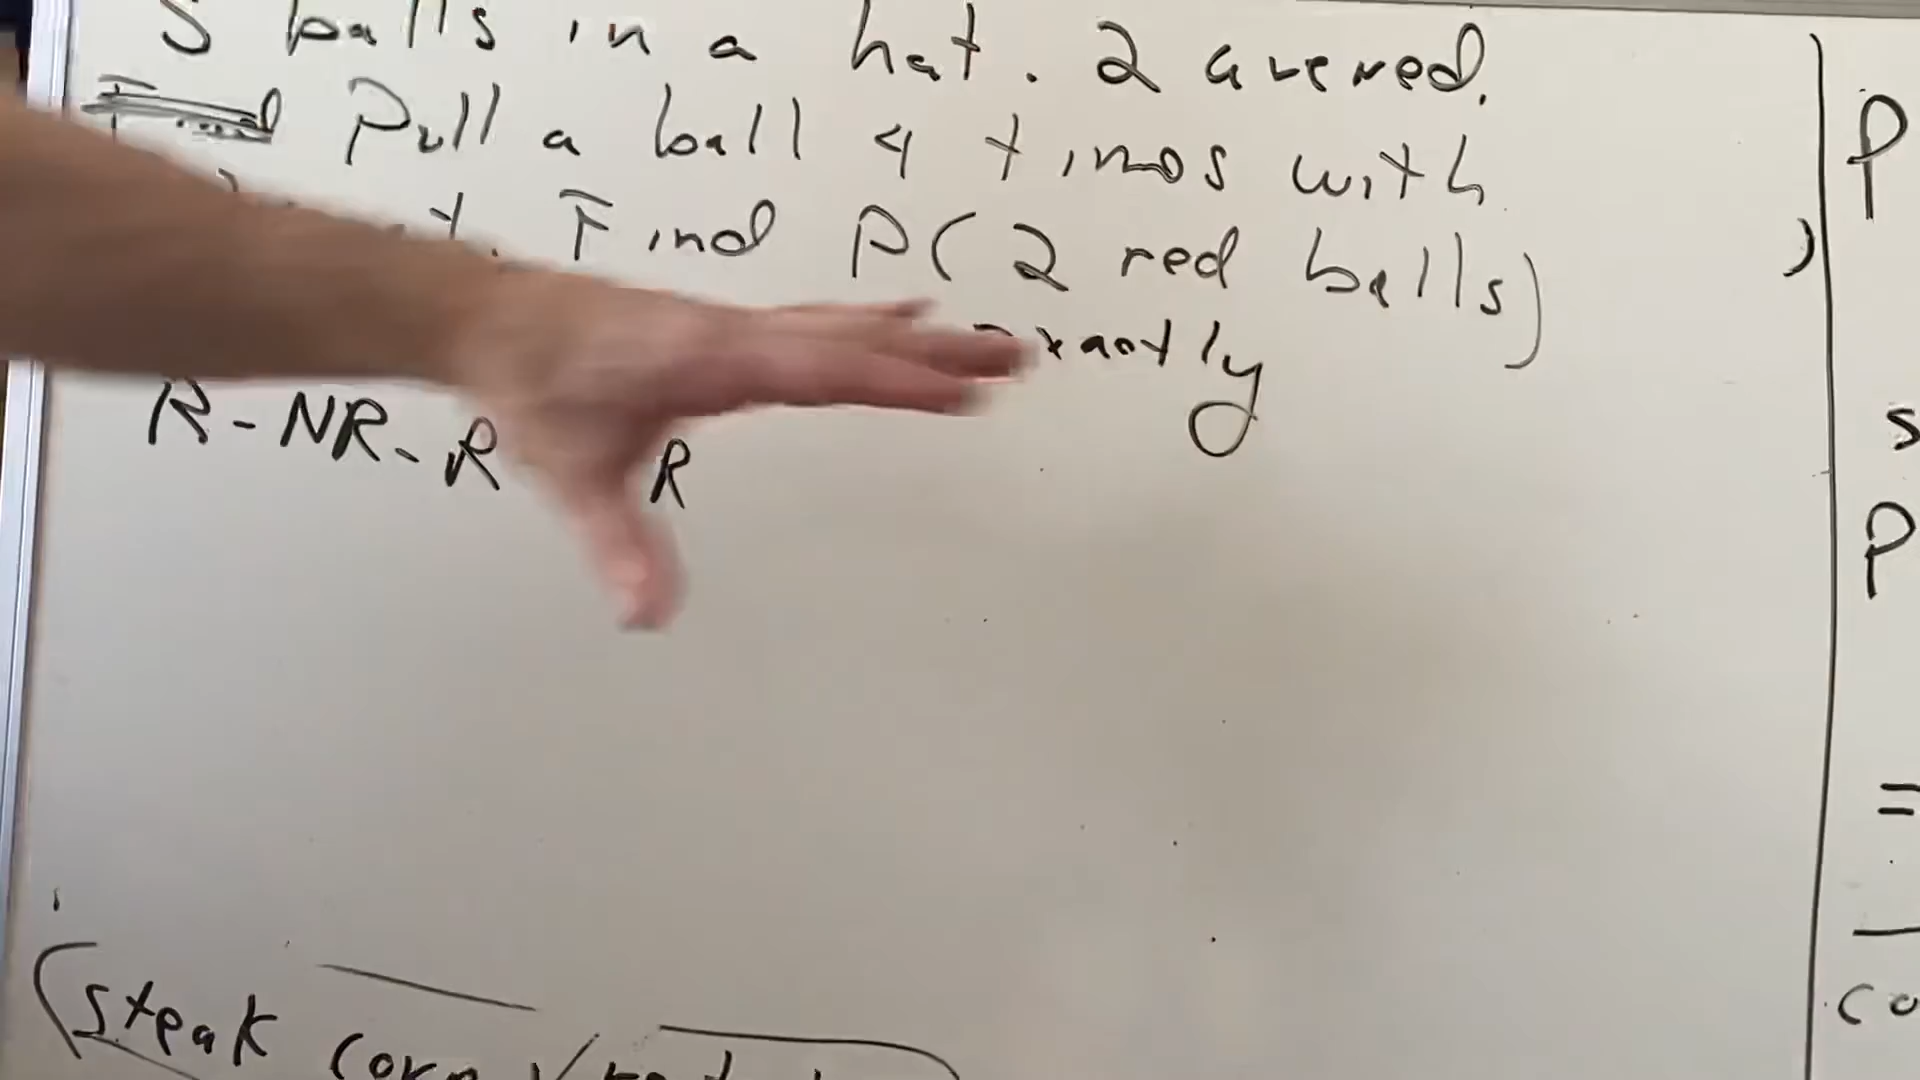 5 balls in a hat. 2 are red.
Pull a ball 4 times with
Find P(2 red balls)
exactly
R - NR - R R
steak corn
P
)
s
P
=
co